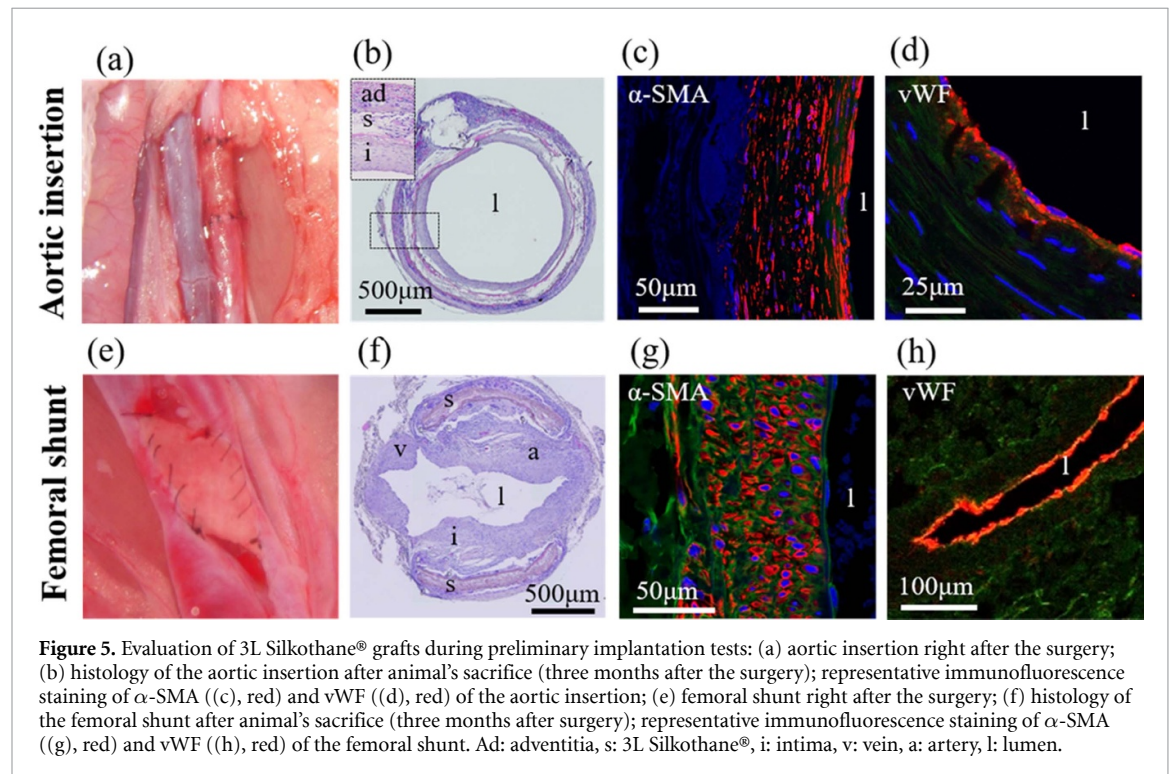 Aortic insertion
(a)
(b)
(c)
(d)
ad
s
i
l
500μm
α-SMA
l
50μm
vWF
l
25μm
Femoral shunt
(e)
(f)
(g)
(h)
s
v
a
l
i
s
500μm
α-SMA
l
50μm
vWF
l
100μm
Figure 5. Evaluation of 3L Silkothane® grafts during preliminary implantation tests: (a) aortic insertion right after the surgery;
(b) histology of the aortic insertion after animal's sacrifice (three months after the surgery); representative immunofluorescence
staining of α-SMA ((c), red) and vWF ((d), red) of the aortic insertion; (e) femoral shunt right after the surgery; (f) histology of
the femoral shunt after animal's sacrifice (three months after surgery); representative immunofluorescence staining of α-SMA
((g), red) and vWF ((h), red) of the femoral shunt. Ad: adventitia, s: 3L Silkothane®, i: intima, v: vein, a: artery, l: lumen.